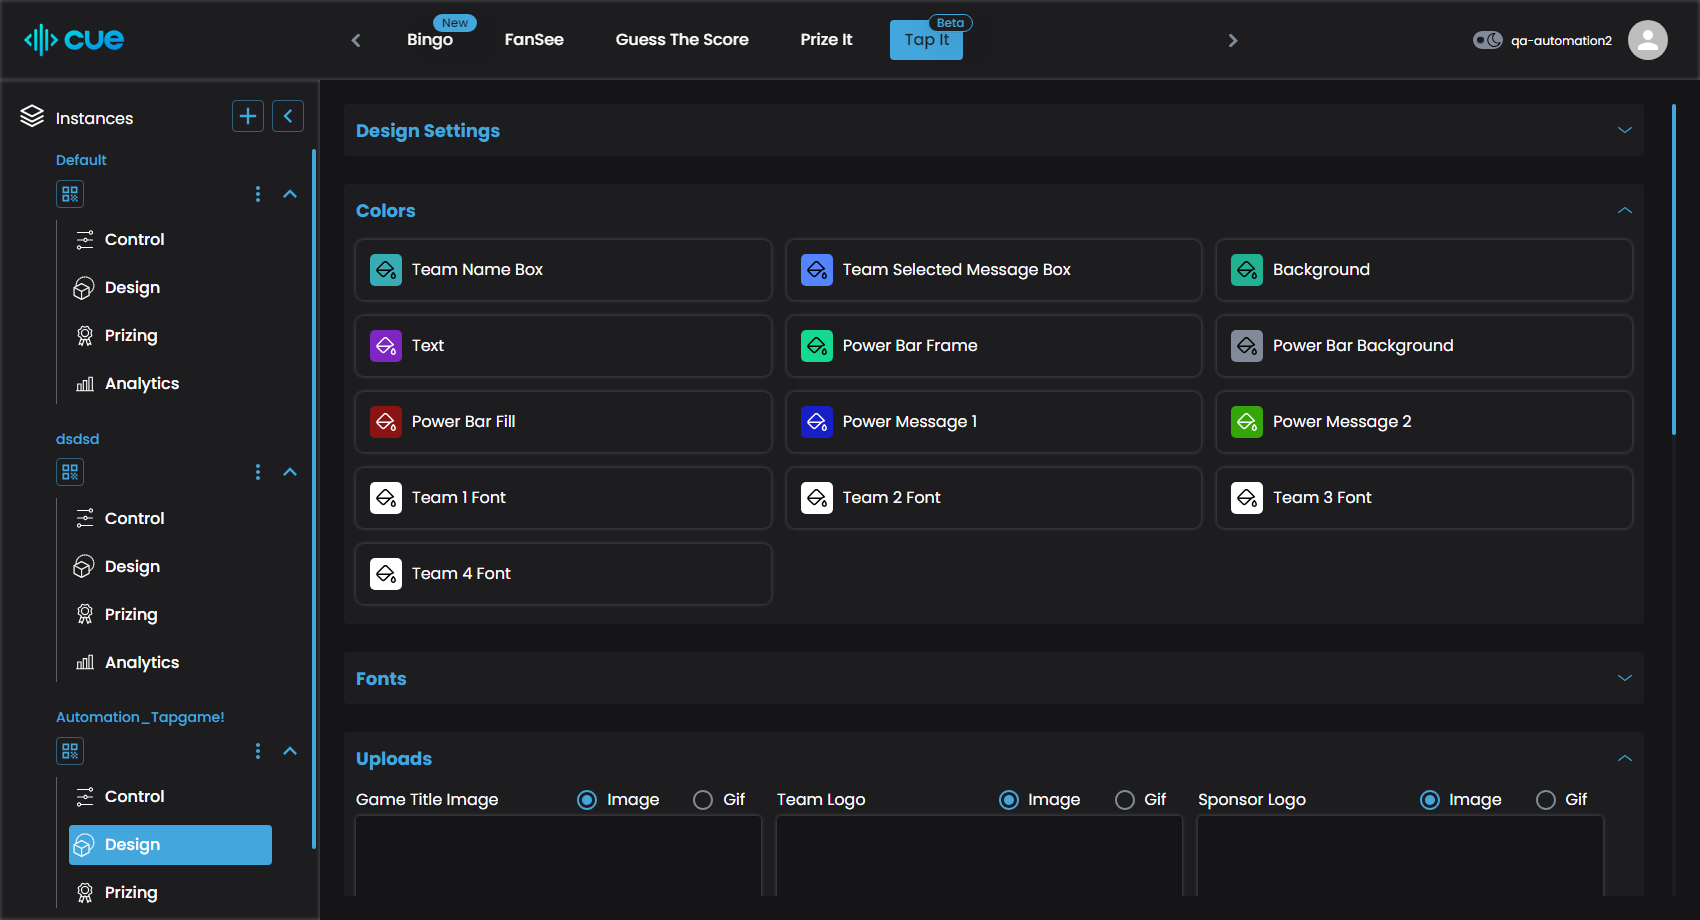 cue
New
Bingo
FanSee
Guess The Score
Prize It
Beta
Tap It
qa-automation2
Instances
Default
Control
Design
Prizing
Analytics
dsdsd
Control
Design
Prizing
Analytics
Automation_Tapgame!
Control
Design
Prizing
Design Settings
Colors
Team Name Box
Team Selected Message Box
Background
Text
Power Bar Frame
Power Bar Background
Power Bar Fill
Power Message 1
Power Message 2
Team 1 Font
Team 2 Font
Team 3 Font
Team 4 Font
Fonts
Uploads
Game Title Image Image Gif
Team Logo Image Gif
Sponsor Logo Image Gif